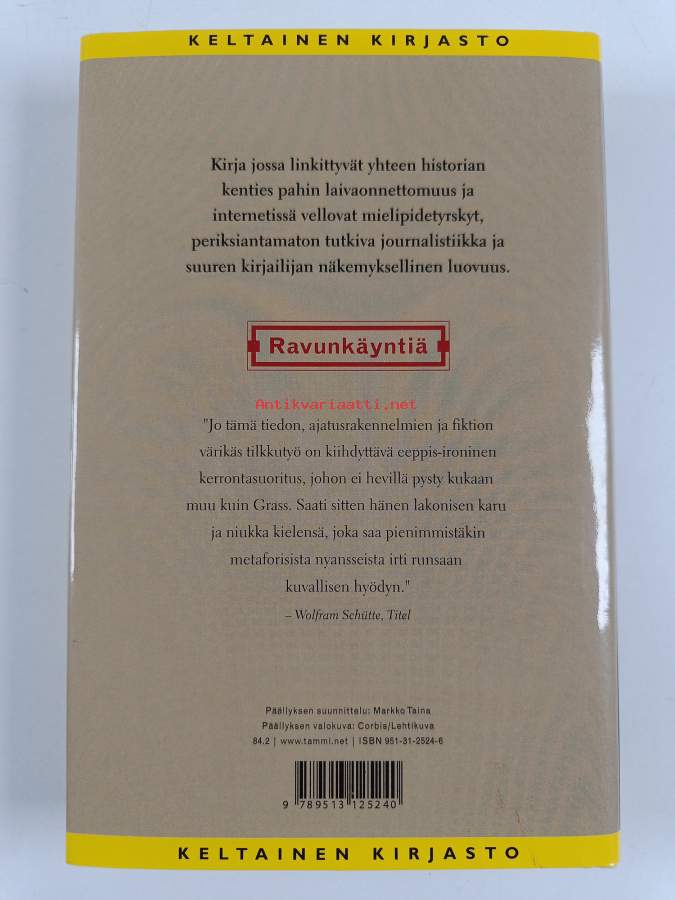 KELTAINEN KIRJASTO
Kirja jossa linkittyvät yhteen historian
kenties pahin laivaonnettomuus ja
internetissä vellovat mielipidetyrskyt,
periksiantamaton tutkiva journalistiikka ja
suuren kirjailijan näkemyksellinen luovuus.
Ravunkäyntiä
Antikvariaatti.net
"Jo tämä tiedon, ajatusrakennelmien ja fiktion
värikäs tilkkutyö on kiihdyttävä eeppis-ironinen
kerrontasuoritus, johon ei hevillä pysty kukaan
muu kuin Grass. Saati sitten hänen lakonisen karu
ja niukka kielensä, joka saa pienimmistäkin
metaforisista nyansseista irti runsaan
kuvallisen hyödyn."
– Wolfram Schütte, Titel
Päällyksen suunnittelu: Markko Taina
Päällyksen valokuva: Corbis/Lehtikuva
84.2 | www.tammi.net | ISBN 951-31-2524-6
9 789513 125240
KELTAINEN KIRJASTO